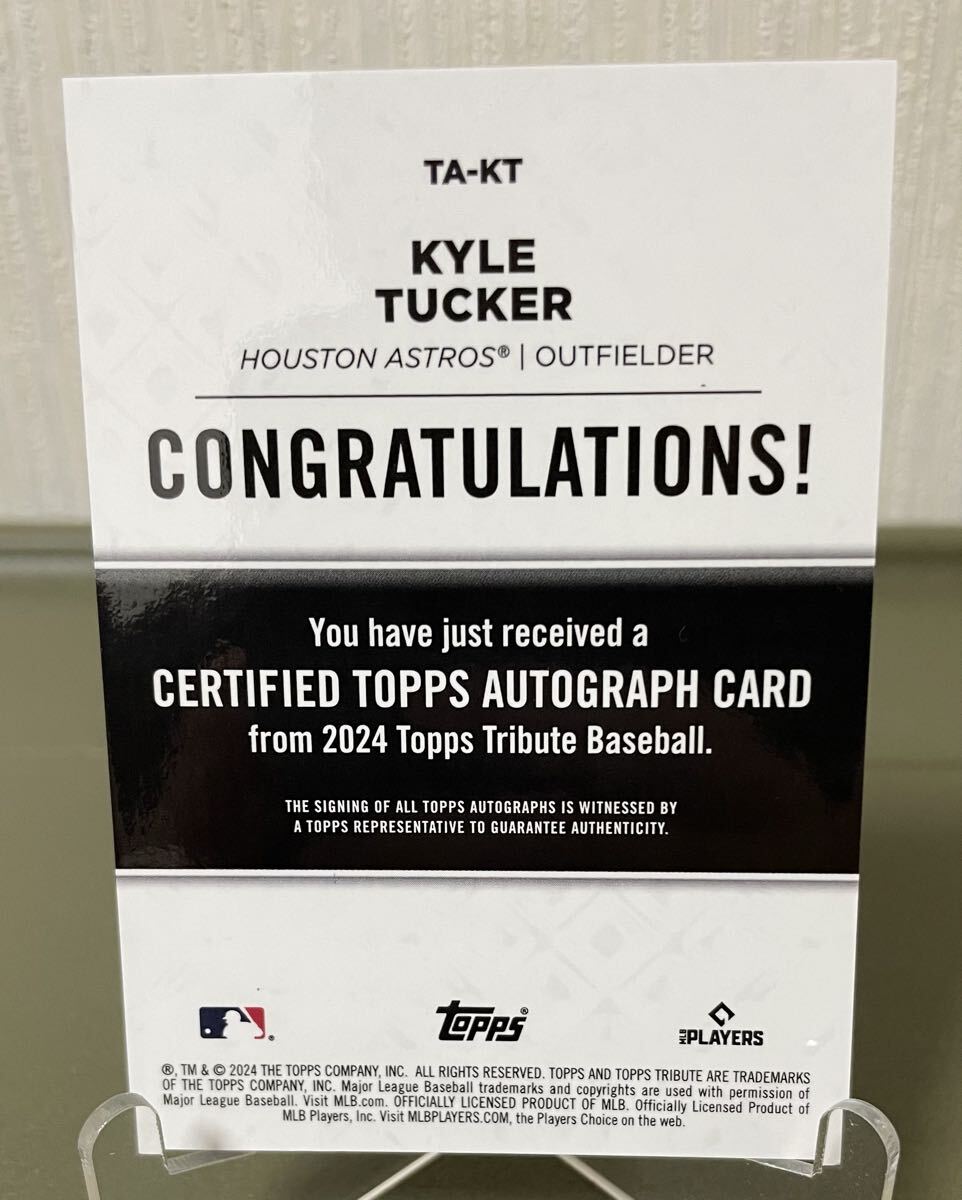 TA-KT
KYLE
TUCKER
HOUSTON ASTROS® | OUTFIELDER
CONGRATULATIONS!
You have just received a
CERTIFIED TOPPS AUTOGRAPH CARD
from 2024 Topps Tribute Baseball.
THE SIGNING OF ALL TOPPS AUTOGRAPHS IS WITNESSED BY
A TOPPS REPRESENTATIVE TO GUARANTEE AUTHENTICITY.
® topps® MLB PLAYERS
®, TM & © 2024 THE TOPPS COMPANY, INC. ALL RIGHTS RESERVED. TOPPS AND TOPPS TRIBUTE ARE TRADEMARKS
OF THE TOPPS COMPANY, INC. Major League Baseball trademarks and copyrights are used with permission of
Major League Baseball. Visit MLB.com. OFFICIALLY LICENSED PRODUCT OF MLB. Officially Licensed Product of
MLB Players, Inc. Visit MLBPLAYERS.COM, the Players Choice on the web.